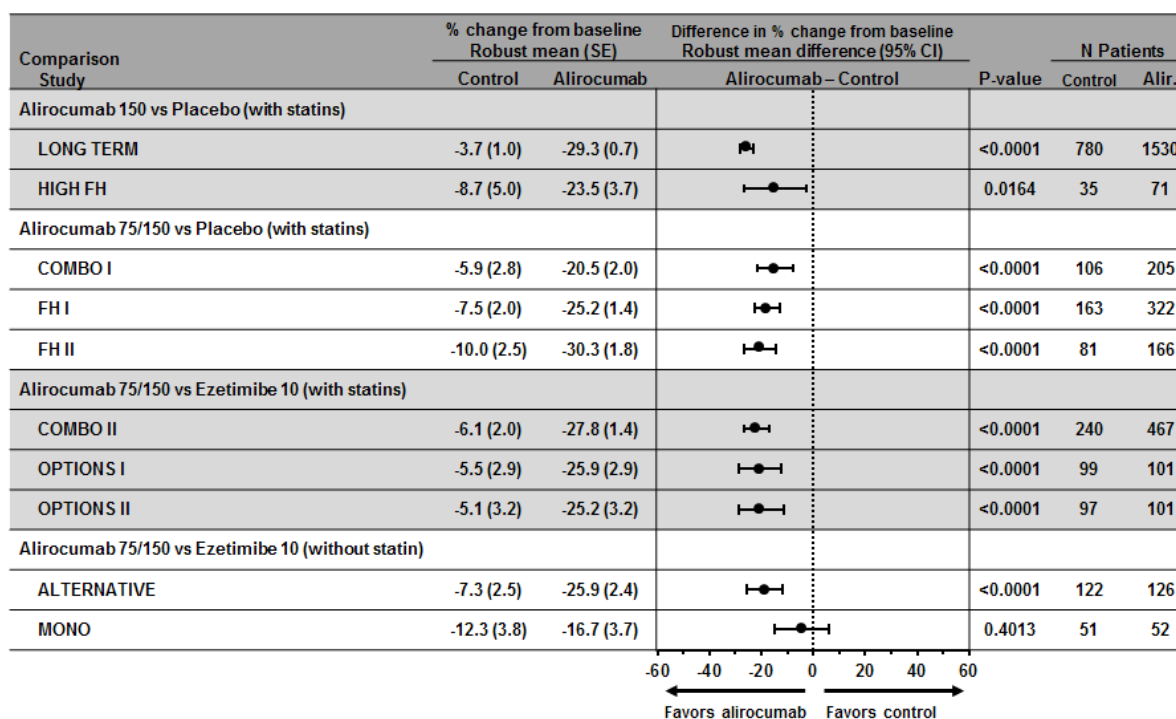 % change from baseline Difference in % change from baseline
Robust mean (SE) Robust mean difference (95% CI) N Patients
Comparison
Study Control Alirocumab Alirocumab – Control P-value Control Alir.
Alirocumab 150 vs Placebo (with statins)
LONG TERM -3.7 (1.0) -29.3 (0.7) <0.0001 780 1530
HIGH FH -8.7 (5.0) -23.5 (3.7) 0.0164 35 71
Alirocumab 75/150 vs Placebo (with statins)
COMBO I -5.9 (2.8) -20.5 (2.0) <0.0001 106 205
FH I -7.5 (2.0) -25.2 (1.4) <0.0001 163 322
FH II -10.0 (2.5) -30.3 (1.8) <0.0001 81 166
Alirocumab 75/150 vs Ezetimibe 10 (with statins)
COMBO II -6.1 (2.0) -27.8 (1.4) <0.0001 240 467
OPTIONS I -5.5 (2.9) -25.9 (2.9) <0.0001 99 101
OPTIONS II -5.1 (3.2) -25.2 (3.2) <0.0001 97 101
Alirocumab 75/150 vs Ezetimibe 10 (without statin)
ALTERNATIVE -7.3 (2.5) -25.9 (2.4) <0.0001 122 126
MONO -12.3 (3.8) -16.7 (3.7) 0.4013 51 52
-60 -40 -20 0 20 40 60
Favors alirocumab Favors control